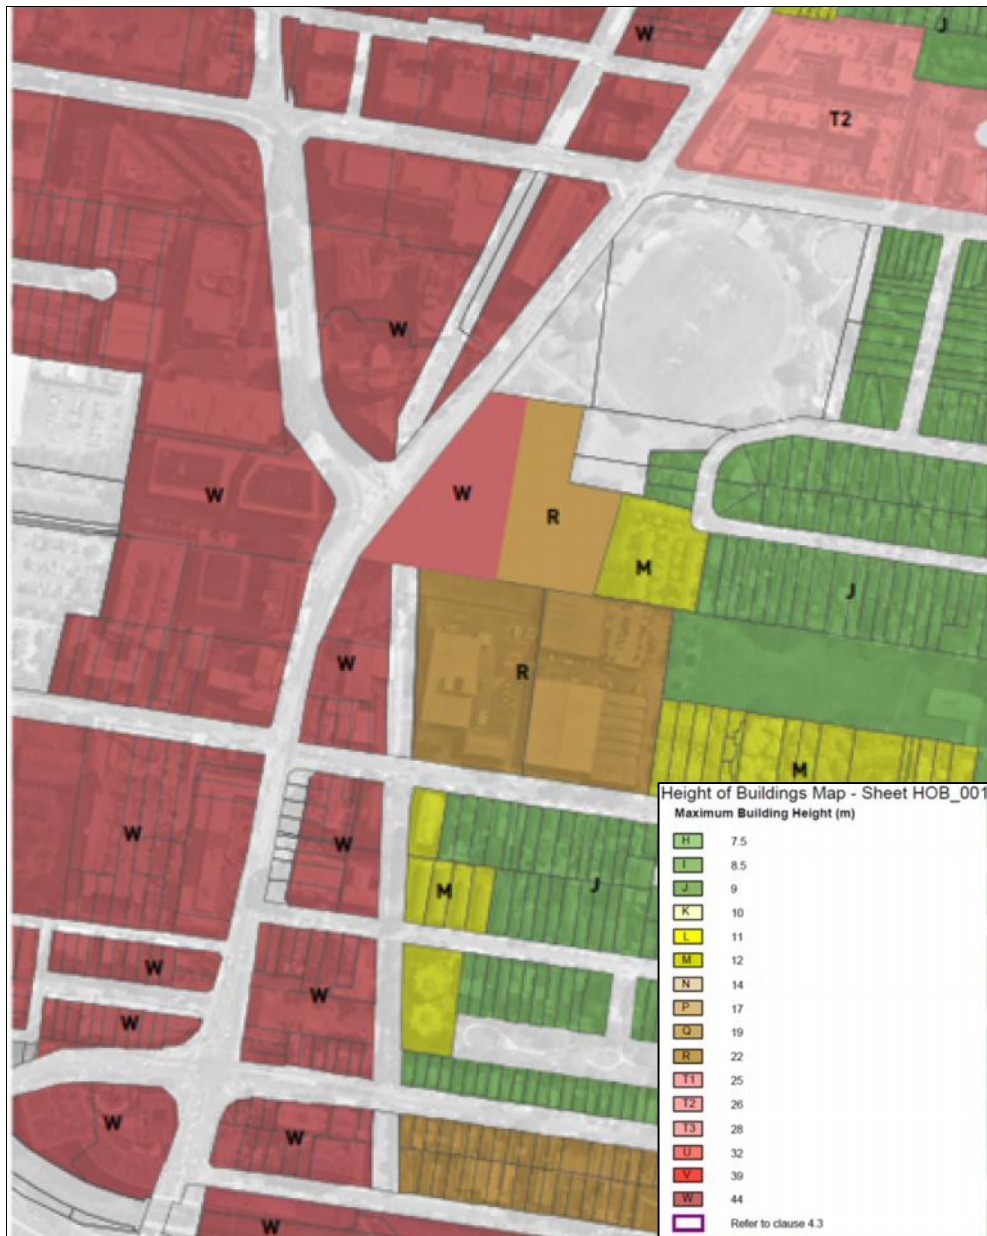 J
W
T2
W
W
W
R
M
J
W
R
M
W
W
M
J
W
W
W
W
W
W
Height of Buildings Map - Sheet HOB_001
Maximum Building Height (m)
H 7.5
I 8.5
J 9
K 10
L 11
M 12
N 14
P 17
Q 19
R 22
T1 25
T2 26
T3 28
U 32
V 39
W 44
Refer to clause 4.3